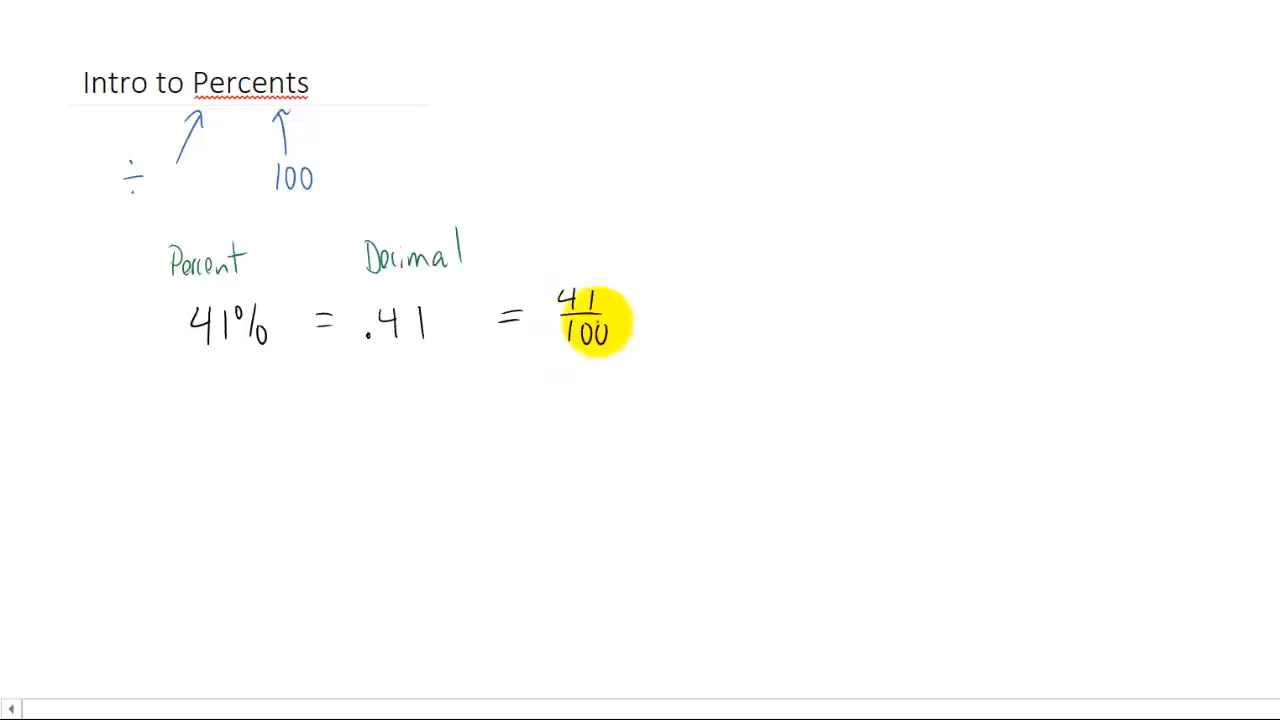 Intro to Percents
÷ 100
Percent Decimal
41% = .41 = 41/100